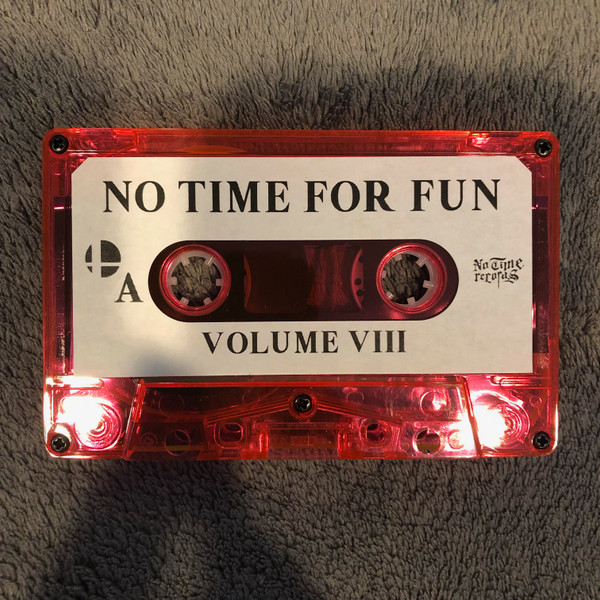 NO TIME FOR FUN
A
No Time
records
VOLUME VIII